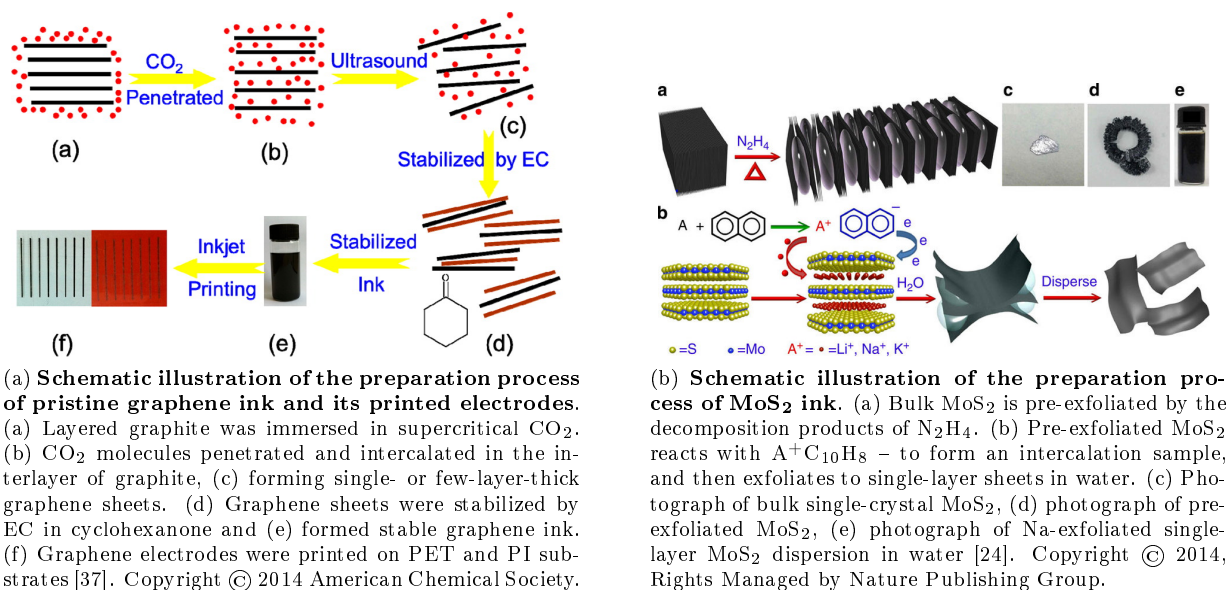 CO2
Penetrated
Ultrasound
(a)
(b)
(c)
Stabilized by EC
Inkjet
Printing
Stabilized
Ink
O
(f)
(e)
(d)
(a) Schematic illustration of the preparation process
of pristine graphene ink and its printed electrodes.
(a) Layered graphite was immersed in supercritical CO2.
(b) CO2 molecules penetrated and intercalated in the in-
terlayer of graphite, (c) forming single- or few-layer-thick
graphene sheets. (d) Graphene sheets were stabilized by
EC in cyclohexanone and (e) formed stable graphene ink.
(f) Graphene electrodes were printed on PET and PI sub-
strates [37]. Copyright © 2014 American Chemical Society.
a
N2H4
c
d
e
b
A +
A+
–
e
e
e
H2O
Disperse
=S
=Mo
A+= =Li+, Na+, K+
(b) Schematic illustration of the preparation pro-
cess of MoS2 ink. (a) Bulk MoS2 is pre-exfoliated by the
decomposition products of N2H4. (b) Pre-exfoliated MoS2
reacts with A+C10H8 – to form an intercalation sample,
and then exfoliates to single-layer sheets in water. (c) Pho-
tograph of bulk single-crystal MoS2, (d) photograph of pre-
exfoliated MoS2, (e) photograph of Na-exfoliated single-
layer MoS2 dispersion in water [24]. Copyright © 2014,
Rights Managed by Nature Publishing Group.